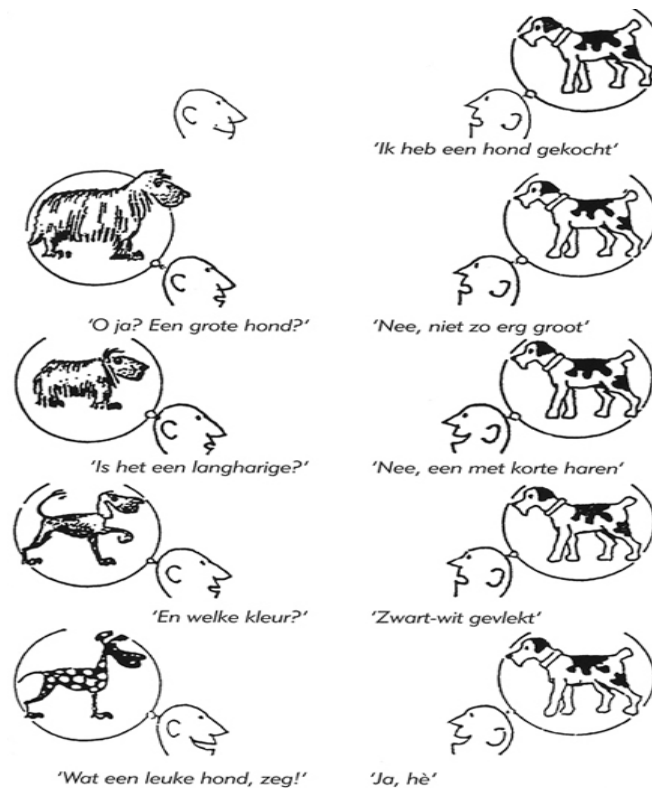 'Ik heb een hond gekocht'
'O ja? Een grote hond?'
'Nee, niet zo erg groot'
'Is het een langharige?'
'Nee, een met korte haren'
'En welke kleur?'
'Zwart-wit gevlekt'
'Wat een leuke hond, zeg!'
'Ja, hè'